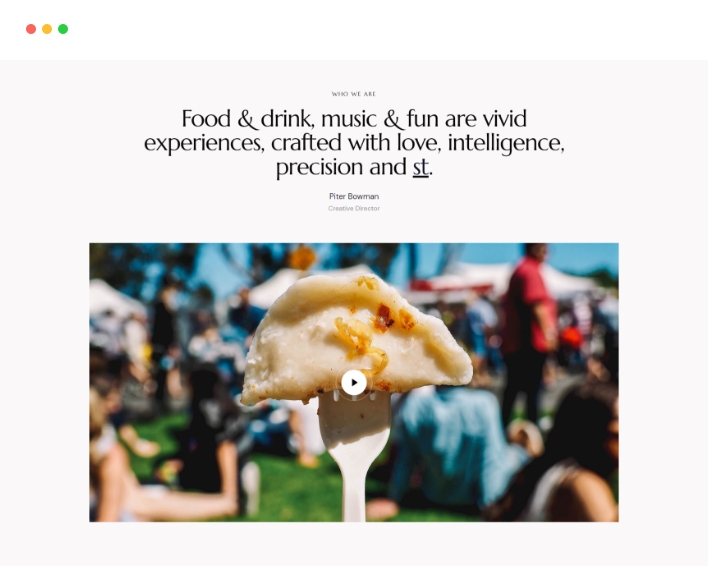 WHO WE ARE
Food & drink, music & fun are vivid
experiences, crafted with love, intelligence,
precision and st.
Piter Bowman
Creative Director